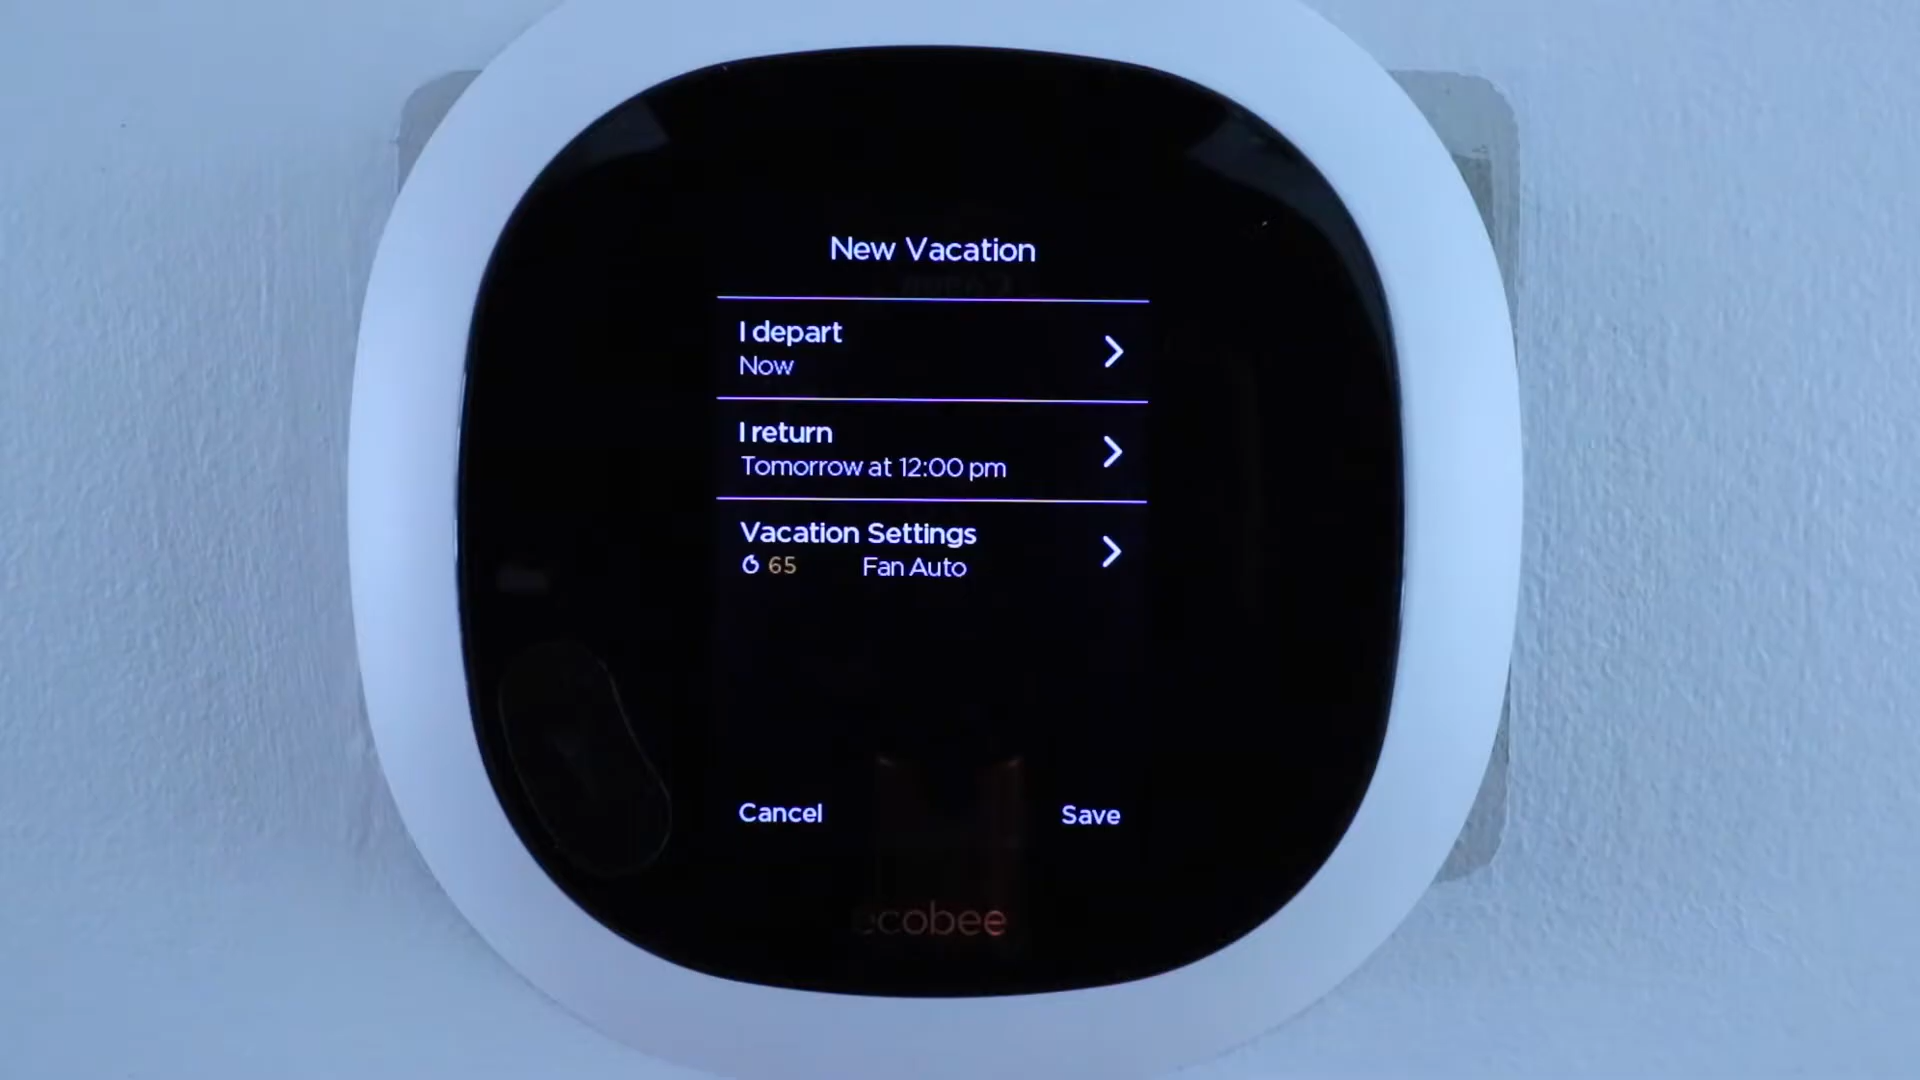 New Vacation
I depart
Now
I return
Tomorrow at 12:00 pm
Vacation Settings
65 Fan Auto
Cancel Save
ecobee